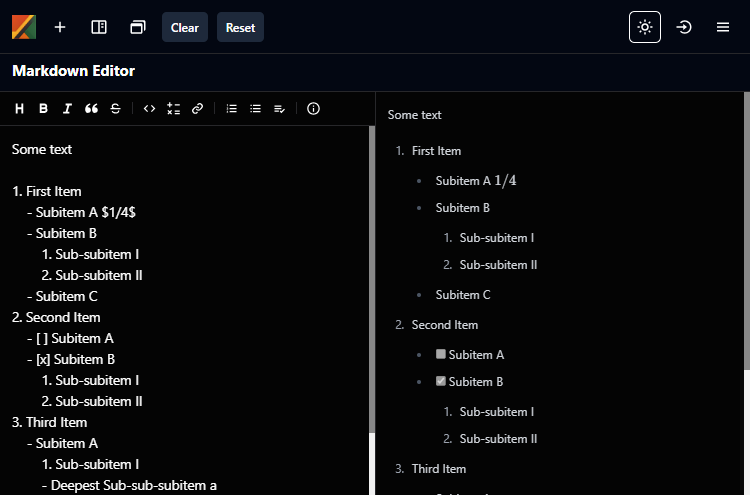 Clear Reset
Markdown Editor
H B I
Some text
1. First Item
- Subitem A $1/4$
- Subitem B
1. Sub-subitem I
2. Sub-subitem II
- Subitem C
2. Second Item
- [ ] Subitem A
- [x] Subitem B
1. Sub-subitem I
2. Sub-subitem II
3. Third Item
- Subitem A
1. Sub-subitem I
- Deepest Sub-sub-subitem a
Some text
1. First Item
Subitem A 1/4
Subitem B
1. Sub-subitem I
2. Sub-subitem II
Subitem C
2. Second Item
Subitem A
Subitem B
1. Sub-subitem I
2. Sub-subitem II
3. Third Item